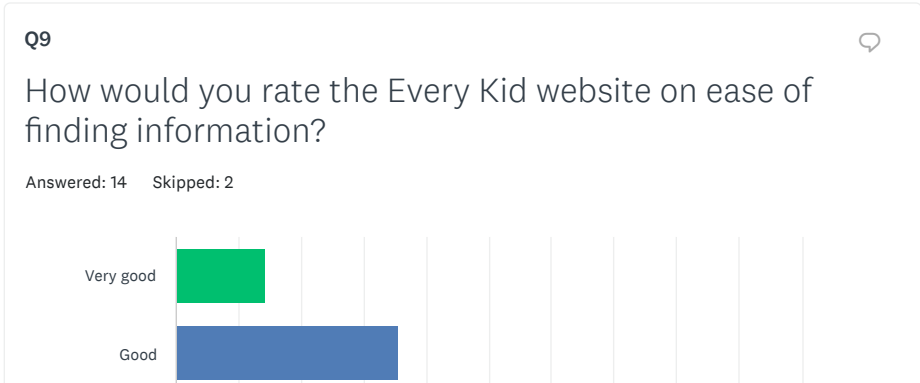 Q9
How would you rate the Every Kid website on ease of
finding information?
Answered: 14 Skipped: 2
Very good
Good